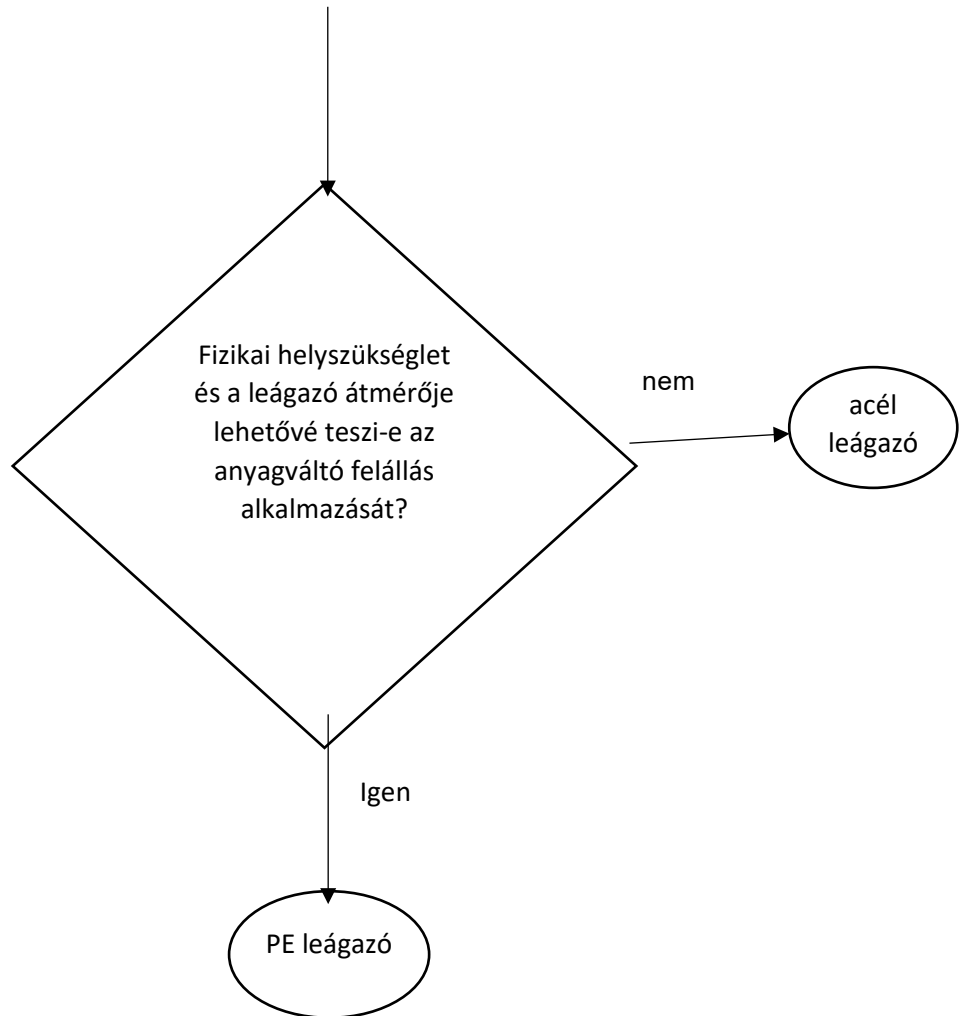 Fizikai helyszükséglet
és a leágazó átmérője
lehetővé teszi-e az
anyagváltó felállás
alkalmazását?
nem
acél
leágazó
Igen
PE leágazó